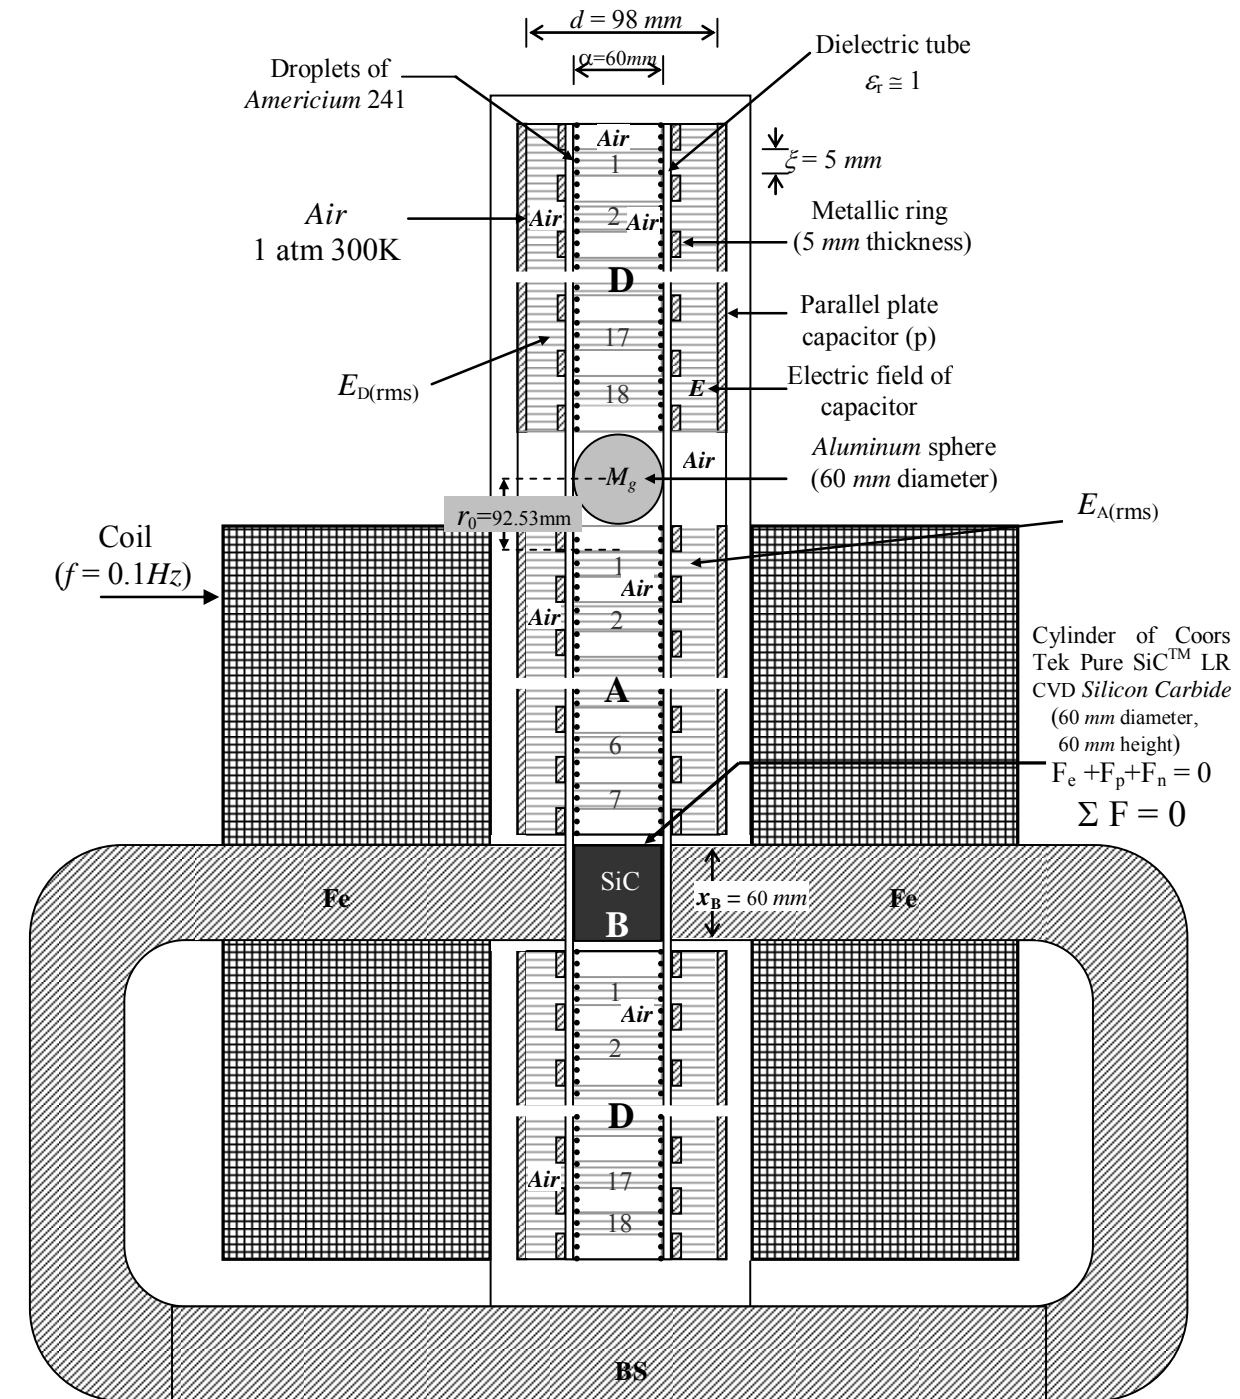 d = 98 mm
α=60mm
Droplets of
Americium 241
Dielectric tube
εr ≅ 1
Air
1
ξ = 5 mm
Air
1 atm 300K
Air
2
Air
Metallic ring
(5 mm thickness)
D
Parallel plate
capacitor (p)
17
ED(rms)
18
E
Electric field of
capacitor
Aluminum sphere
(60 mm diameter)
Mg
Air
r0=92.53mm
EA(rms)
Coil
(f = 0.1Hz)
1
Air
Air
2
Cylinder of Coors
Tek Pure SiC™ LR
CVD Silicon Carbide
(60 mm diameter,
60 mm height)
Fe +Fp+Fn = 0
Σ F = 0
A
6
7
SiC
B
Fe
xB = 60 mm
Fe
1
Air
2
D
Air
17
18
BS